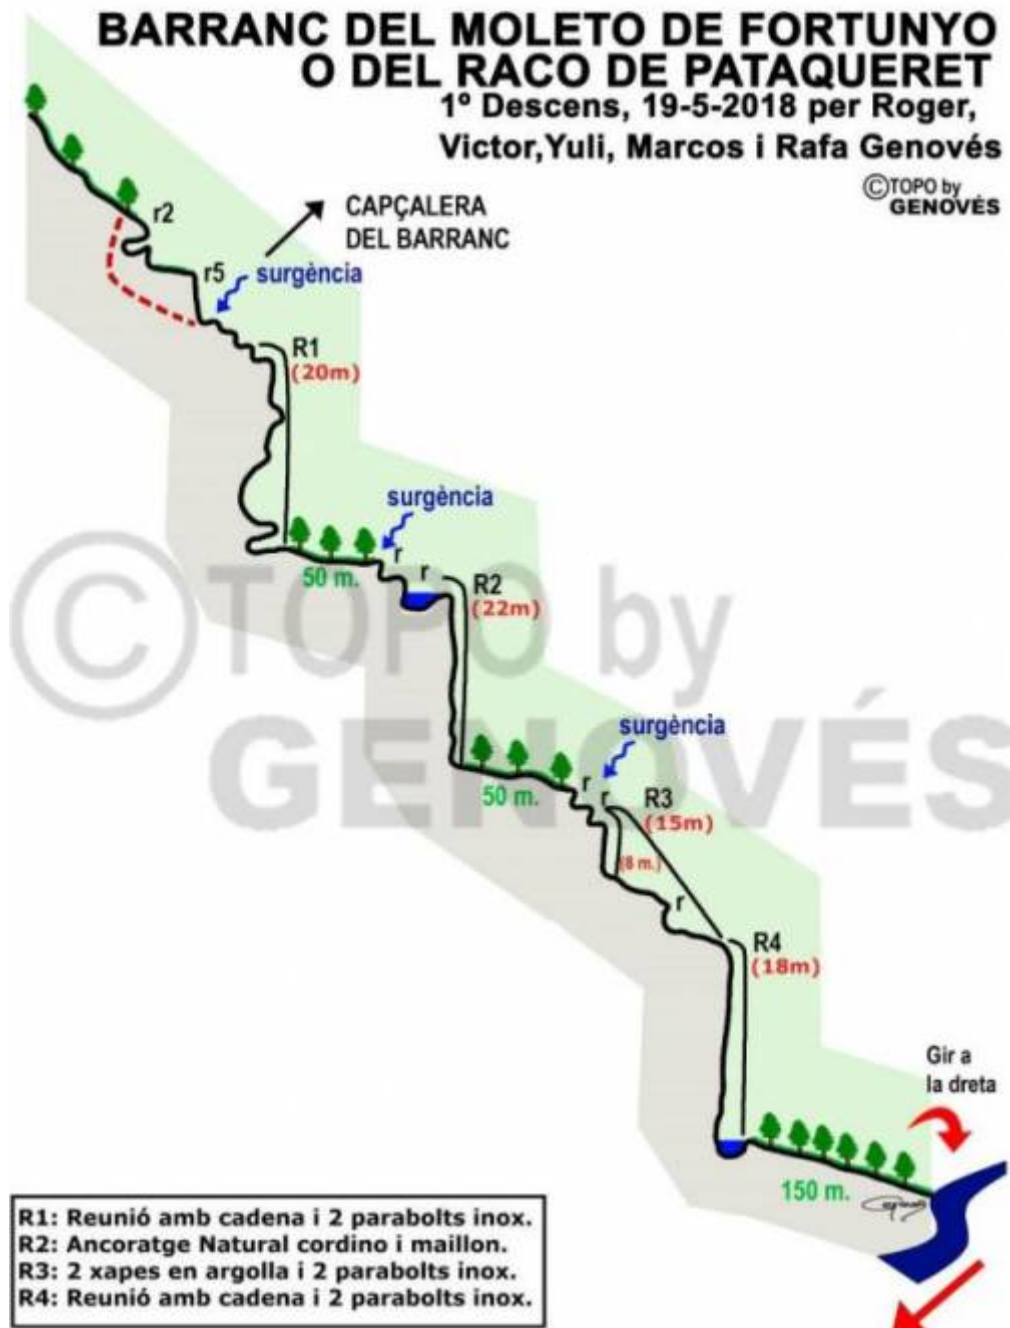 BARRANC DEL MOLETO DE FORTUNYO
O DEL RACO DE PATAQUERET
1º Descens, 19-5-2018 per Roger,
Victor,Yuli, Marcos i Rafa Genovés
©TOPO by
GENOVÉS
r2
CAPÇALERA
DEL BARRANC
r5
surgència
R1
(20m)
surgència
r
r
50 m.
R2
(22m)
© TOPO by
GENOVÉS
surgència
r
r
50 m.
R3
(15m)
(8 m.)
r
R4
(18m)
Gir a
la dreta
150 m.
R1: Reunió amb cadena i 2 parabolts inox.
R2: Ancoratge Natural cordino i maillon.
R3: 2 xapes en argolla i 2 parabolts inox.
R4: Reunió amb cadena i 2 parabolts inox.